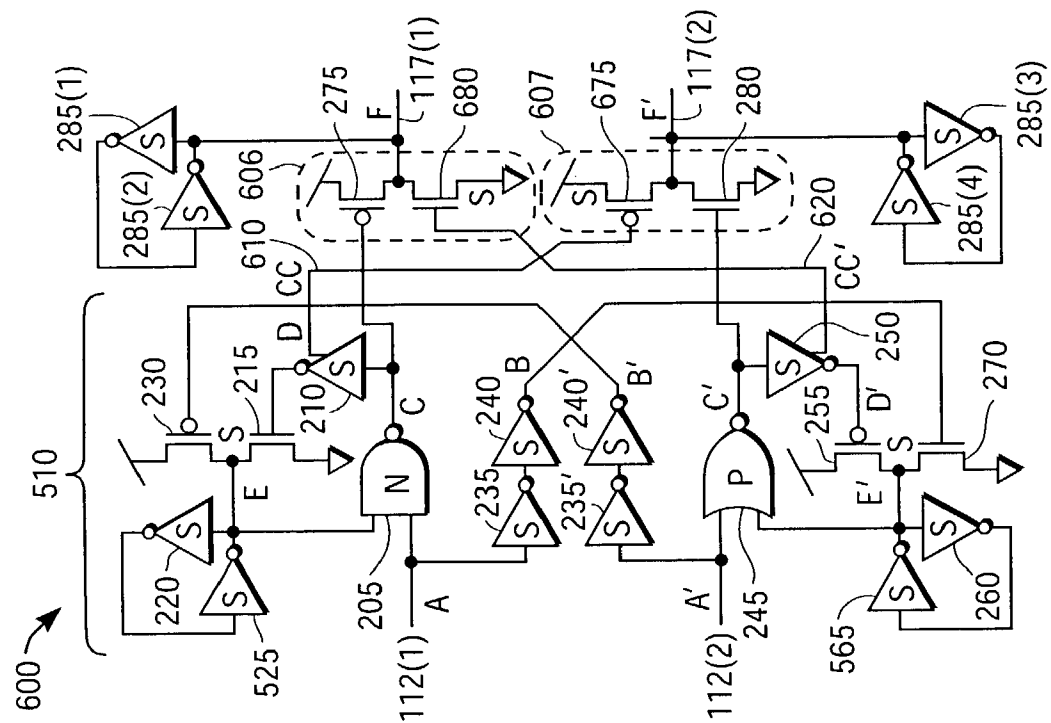 600
510
285(1)
285(2)
S
S
117(1)
F
275
680
606
S
610
CC
230
D
215
S
210
S
E
220
S
S
525
C
N
205
A
112(1)
B
240
S
235
S
B'
240'
S
235'
S
607
F'
117(2)
675
280
S
620
CC'
C'
P
A'
112(2)
245
250
S
D'
255
S
270
E'
S
565
S
260
285(3)
S
285(4)
S